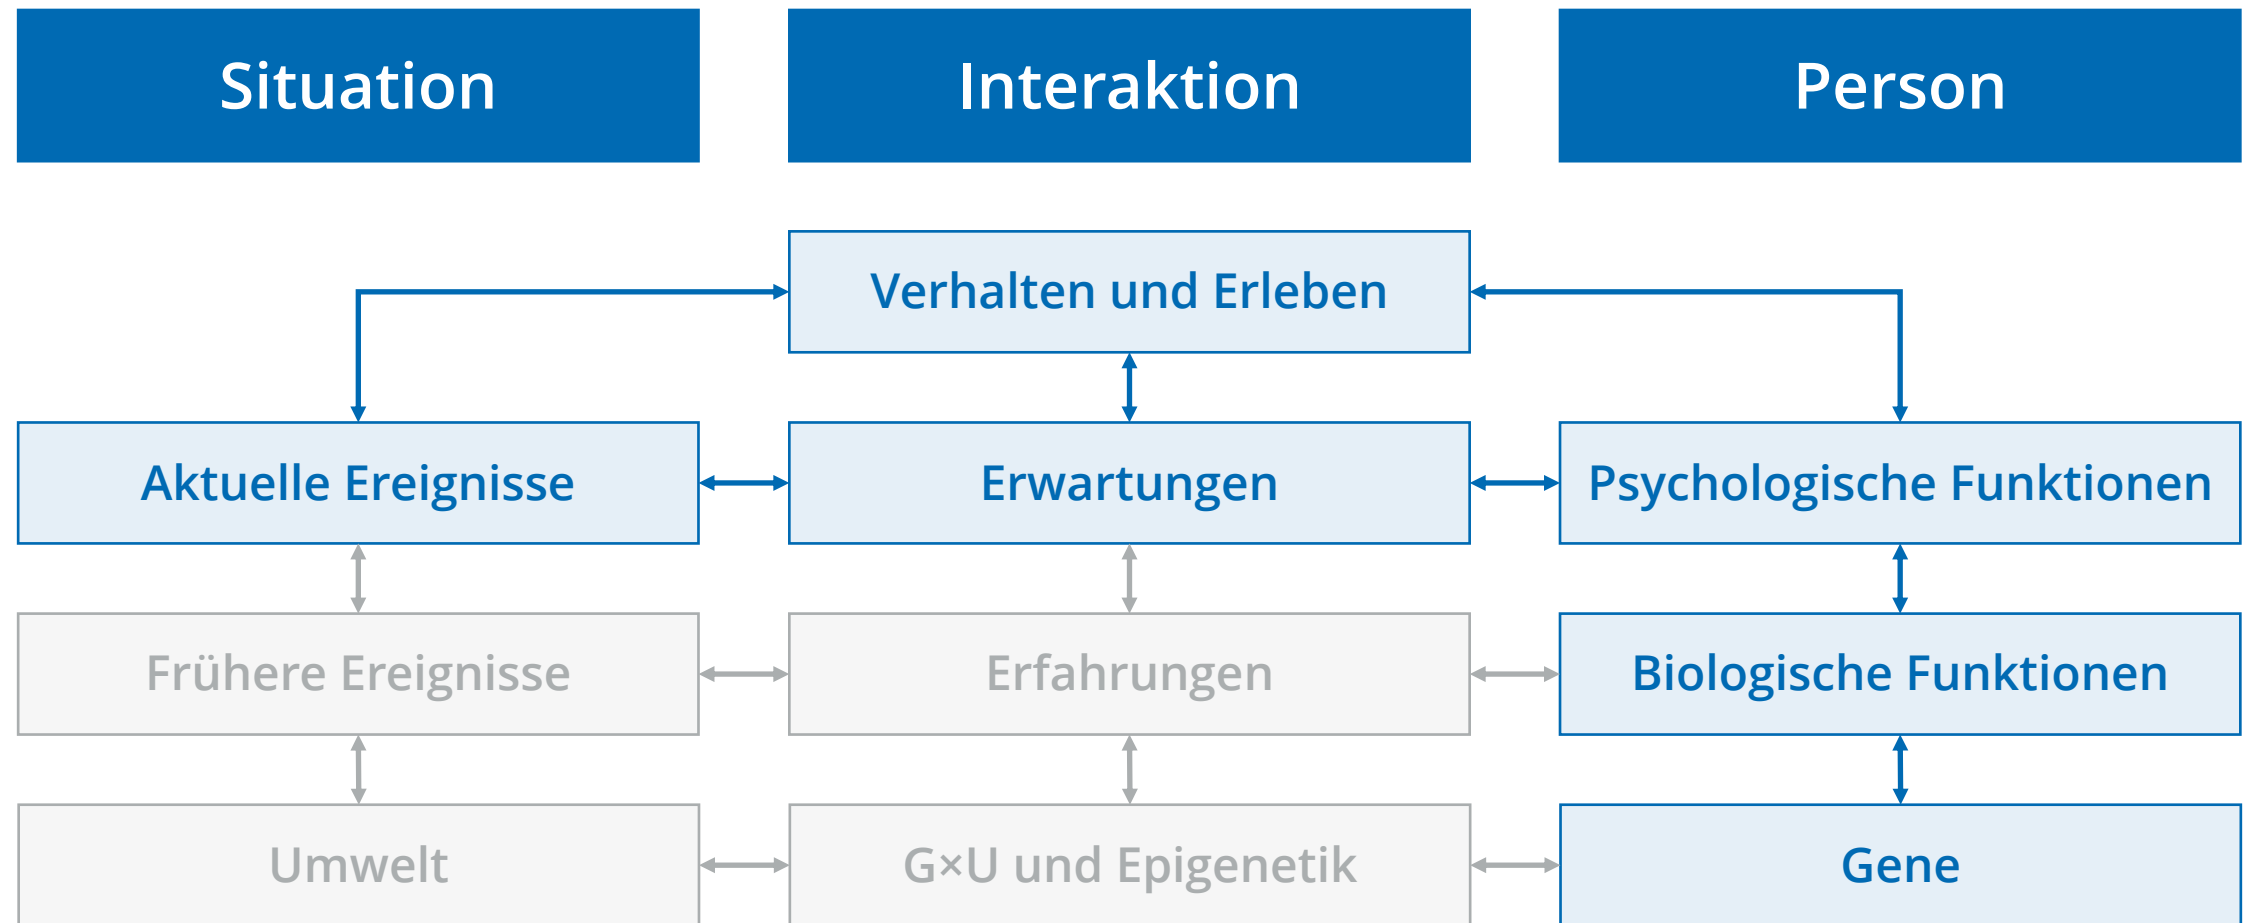 Situation
Interaktion
Person
Verhalten und Erleben
Aktuelle Ereignisse
Erwartungen
Psychologische Funktionen
Frühere Ereignisse
Erfahrungen
Biologische Funktionen
Umwelt
G×U und Epigenetik
Gene